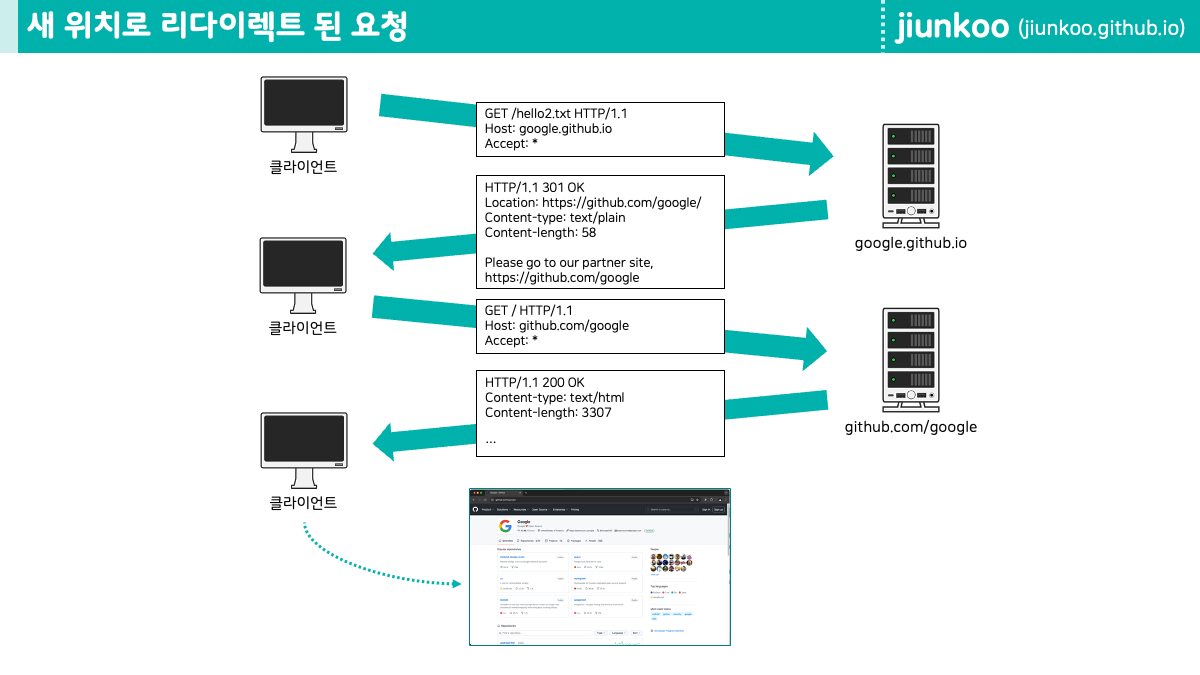 새 위치로 리다이렉트 된 요청
jiunkoo (jiunkoo.github.io)
클라이언트
GET /hello2.txt HTTP/1.1
Host: google.github.io
Accept: *
google.github.io
HTTP/1.1 301 OK
Location: https://github.com/google/
Content-type: text/plain
Content-length: 58
Please go to our partner site,
https://github.com/google
클라이언트
GET / HTTP/1.1
Host: github.com/google
Accept: *
github.com/google
HTTP/1.1 200 OK
Content-type: text/html
Content-length: 3307
...
클라이언트
Google